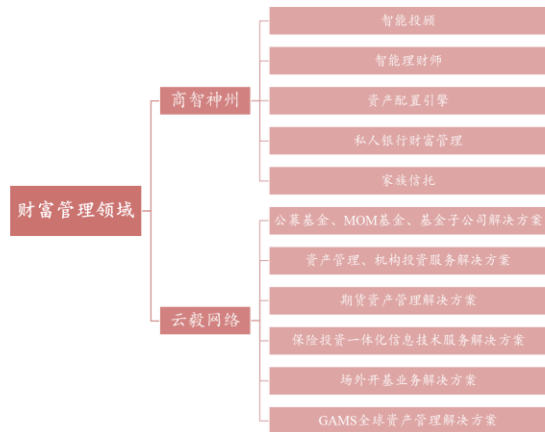 财富管理领域
商智神州
智能投顾
智能理财师
资产配置引擎
私人银行财富管理
家族信托
云毅网络
公募基金、MOM基金、基金子公司解决方案
资产管理、机构投资服务解决方案
期货资产管理解决方案
保险投资一体化信息技术服务解决方案
场外开基业务解决方案
GAMS全球资产管理解决方案